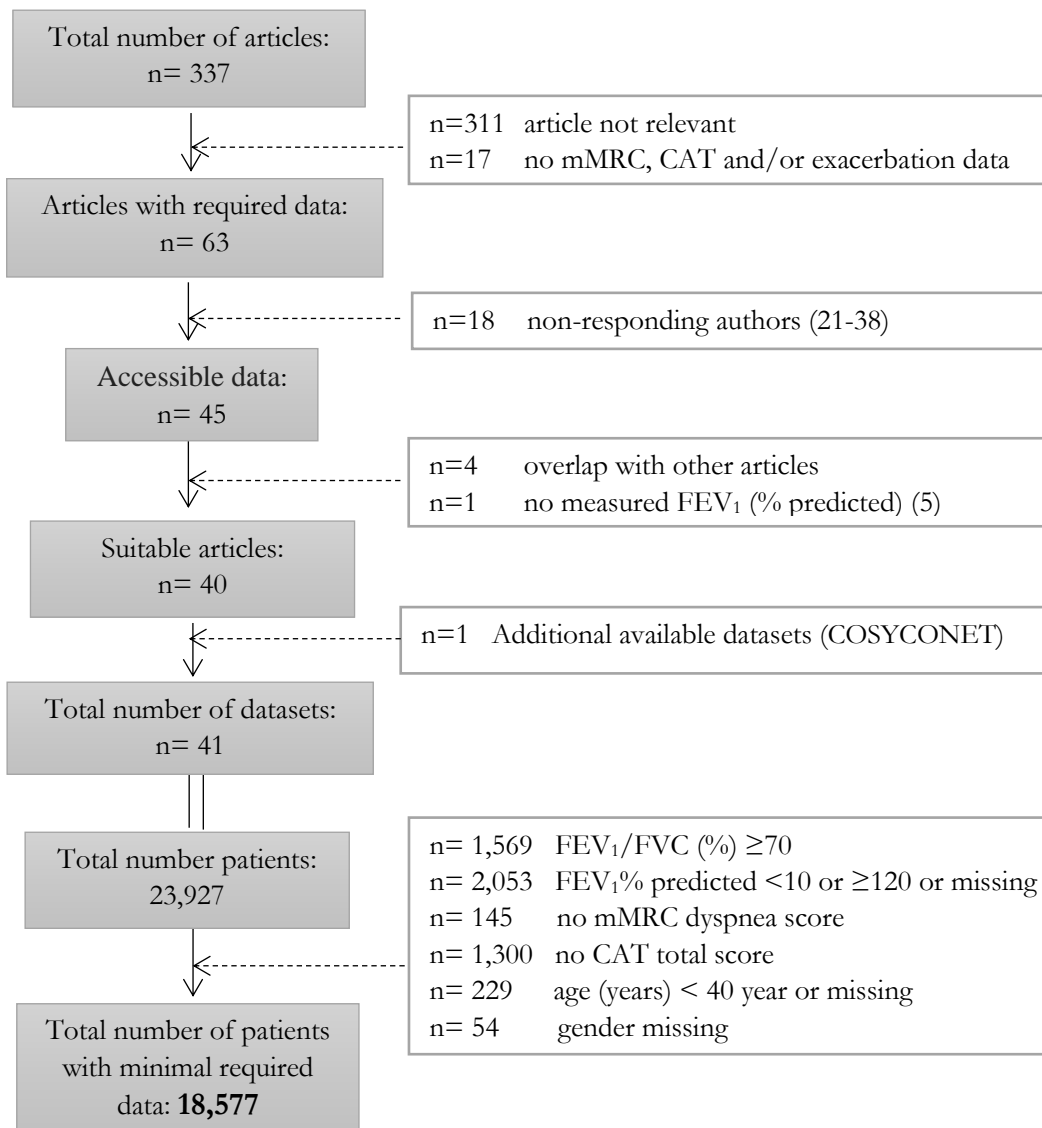 Total number of articles:
n= 337
n=311 article not relevant
n=17 no mMRC, CAT and/or exacerbation data
Articles with required data:
n= 63
n=18 non-responding authors (21-38)
Accessible data:
n= 45
n=4 overlap with other articles
n=1 no measured FEV₁ (% predicted) (5)
Suitable articles:
n= 40
n=1 Additional available datasets (COSYCONET)
Total number of datasets:
n= 41
Total number patients:
23,927
n= 1,569 FEV₁/FVC (%) ≥70
n= 2,053 FEV₁% predicted <10 or ≥120 or missing
n= 145 no mMRC dyspnea score
n= 1,300 no CAT total score
n= 229 age (years) < 40 year or missing
n= 54 gender missing
Total number of patients
with minimal required
data: 18,577